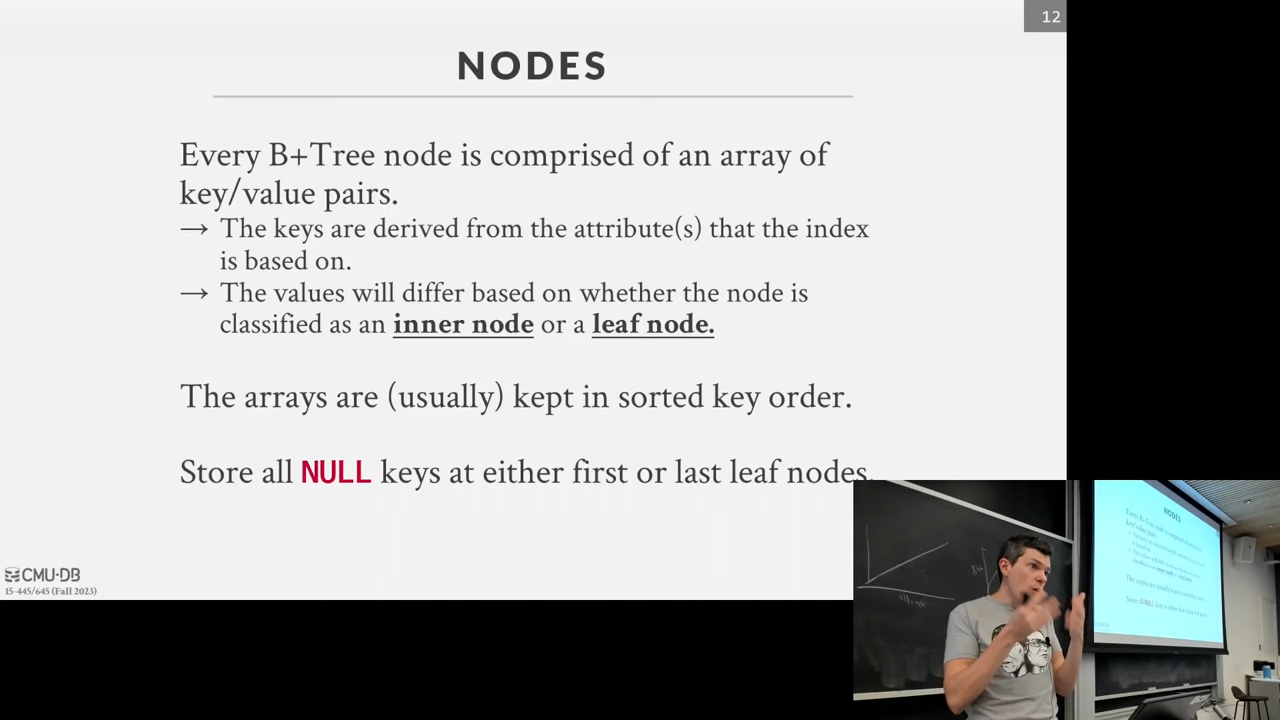 12
NODES
Every B+Tree node is comprised of an array of
key/value pairs.
→ The keys are derived from the attribute(s) that the index
is based on.
→ The values will differ based on whether the node is
classified as an inner node or a leaf node.
The arrays are (usually) kept in sorted key order.
Store all NULL keys at either first or last leaf nodes.
CMU·DB
15-445/645 (Fall 2023)
NODES